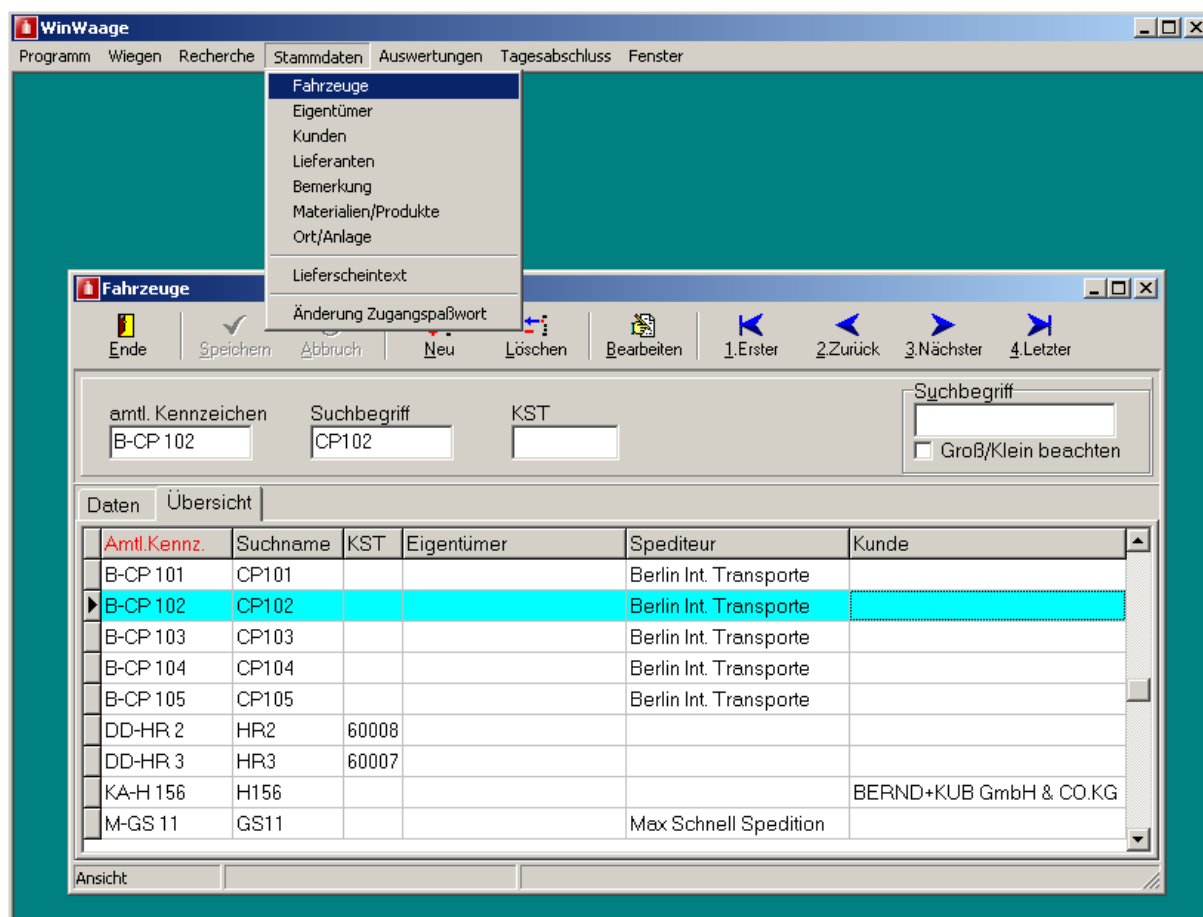 WinWaage
Programm Wiegen Recherche Stammdaten Auswertungen Tagesabschluss Fenster
Fahrzeuge
Eigentümer
Kunden
Lieferanten
Bemerkung
Materialien/Produkte
Ort/Anlage
Lieferscheintext
Änderung Zugangspaßwort
Fahrzeuge
Ende Speichern Abbruch Neu Löschen Bearbeiten 1.Erster 2.Zurück 3.Nächster 4.Letzter
amtl. Kennzeichen Suchbegriff KST Suchbegriff
B-CP 102 CP102
Groß/Klein beachten
Daten Übersicht
Amtl.Kennz. Suchname KST Eigentümer Spediteur Kunde
B-CP 101 CP101 Berlin Int. Transporte
B-CP 102 CP102 Berlin Int. Transporte
B-CP 103 CP103 Berlin Int. Transporte
B-CP 104 CP104 Berlin Int. Transporte
B-CP 105 CP105 Berlin Int. Transporte
DD-HR 2 HR2 60008
DD-HR 3 HR3 60007
KA-H 156 H156 BERND+KUB GmbH & CO.KG
M-GS 11 GS11 Max Schnell Spedition
Ansicht